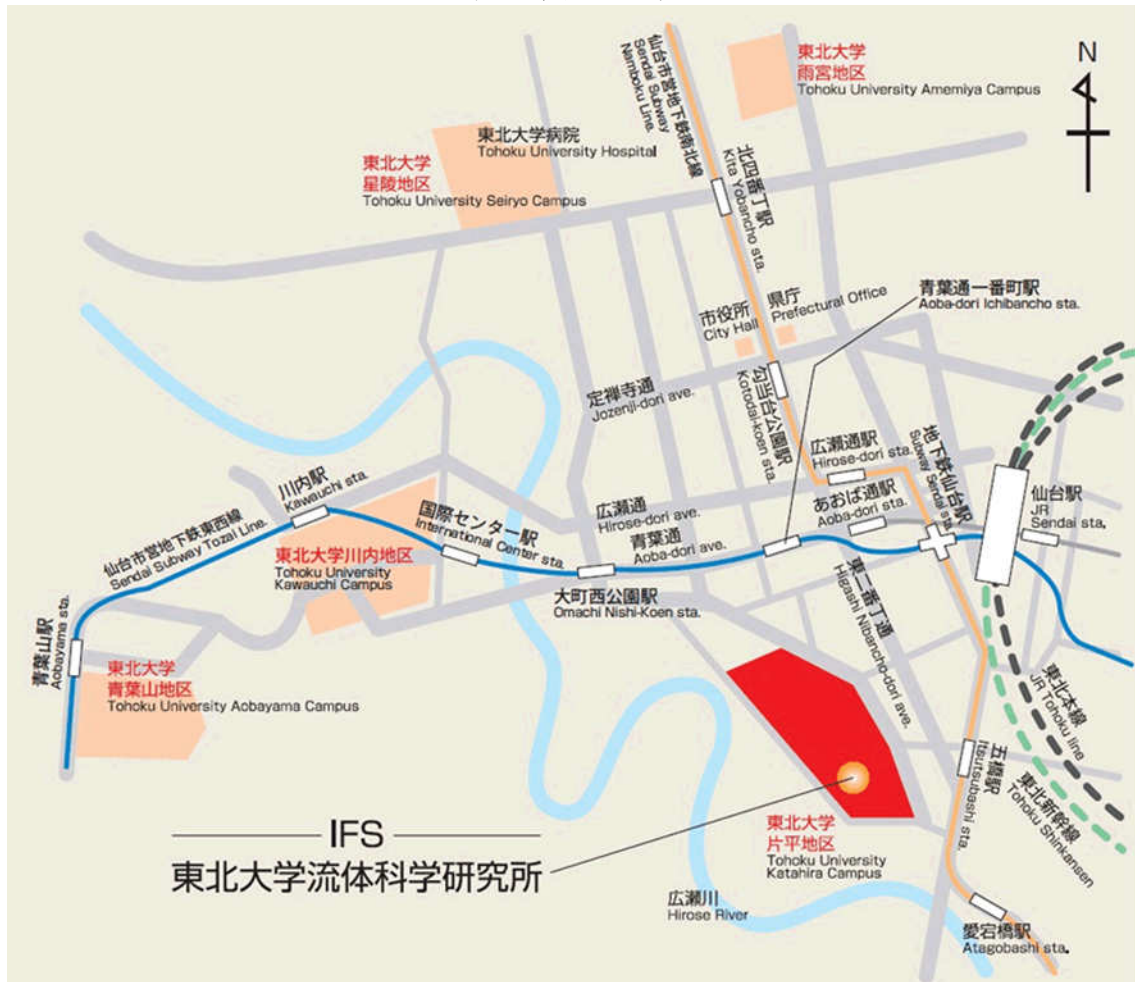 N
東北大学
雨宮地区
Tohoku University Amemiya Campus
仙台市営地下鉄南北線
Sendai Subway
Namboku Line.
東北大学病院
Tohoku University Hospital
東北大学
星陵地区
Tohoku University Seiryo Campus
北四番丁駅
Kita Yobancho sta.
青葉通一番町駅
Aoba-dori Ichibancho sta.
県庁
Prefectural Office
市役所
City Hall
勾当台公園駅
Kotodai-koen sta.
定禅寺通
Jozenji-dori ave.
広瀬通駅
Hirose-dori sta.
地下鉄仙台駅
Subway Sendai sta.
仙台駅
JR
Sendai sta.
あおば通駅
Aoba-dori sta.
広瀬通
Hirose-dori ave.
青葉通
Aoba-dori ave.
川内駅
Kawauchi sta.
国際センター駅
International Center sta.
仙台市営地下鉄東西線
Sendai Subway Tozai Line.
東北大学川内地区
Tohoku University
Kawauchi Campus
大町西公園駅
Omachi Nishi-Koen sta.
東二番丁通
Higashi Nibancho-dori ave.
青葉山駅
Aobayama sta.
東北大学
青葉山地区
Tohoku University Aobayama Campus
東北本線
JR Tohoku line
五橋駅
Itsutsubashi sta.
東北新幹線
Tohoku Shinkansen
IFS
東北大学流体科学研究所
東北大学
片平地区
Tohoku University
Katahira Campus
広瀬川
Hirose River
愛宕橋駅
Atagobashi sta.